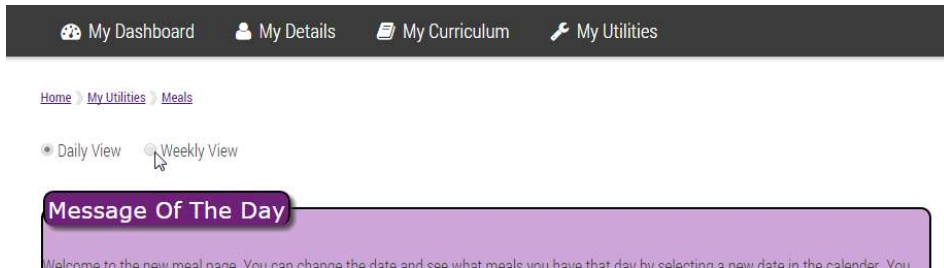 My Dashboard My Details My Curriculum My Utilities
Home My Utilities Meals
Daily View Weekly View
Message Of The Day
Welcome to the new meal page. You can change the date and see what meals you have that day by selecting a new date in the calender. You